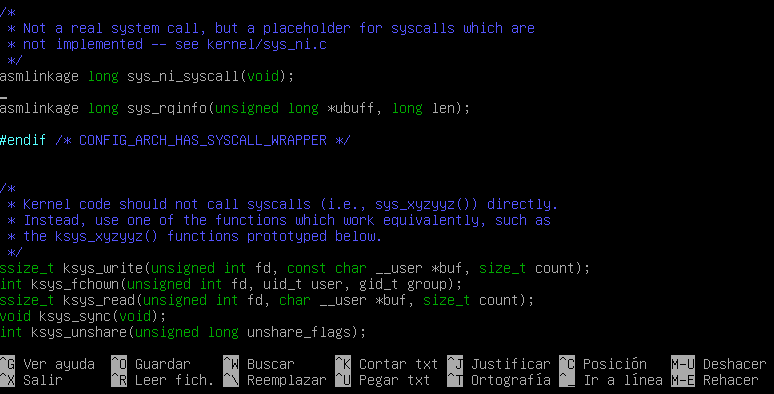 /*
 * Not a real system call, but a placeholder for syscalls which are
 * not implemented -- see kernel/sys_ni.c
 */
asmlinkage long sys_ni_syscall(void);

asmlinkage long sys_rqinfo(unsigned long *ubuff, long len);

#endif /* CONFIG_ARCH_HAS_SYSCALL_WRAPPER */


/*
 * Kernel code should not call syscalls (i.e., sys_xyzyyz()) directly.
 * Instead, use one of the functions which work equivalently, such as
 * the ksys_xyzyyz() functions prototyped below.
 */
ssize_t ksys_write(unsigned int fd, const char __user *buf, size_t count);
int ksys_fchown(unsigned int fd, uid_t user, gid_t group);
ssize_t ksys_read(unsigned int fd, char __user *buf, size_t count);
void ksys_sync(void);
int ksys_unshare(unsigned long unshare_flags);

^G Ver ayuda ^O Guardar ^W Buscar ^K Cortar txt ^J Justificar ^C Posición M-U Deshacer
^X Salir ^R Leer fich. ^\ Reemplazar ^U Pegar txt ^T Ortografía ^_ Ir a línea M-E Rehacer